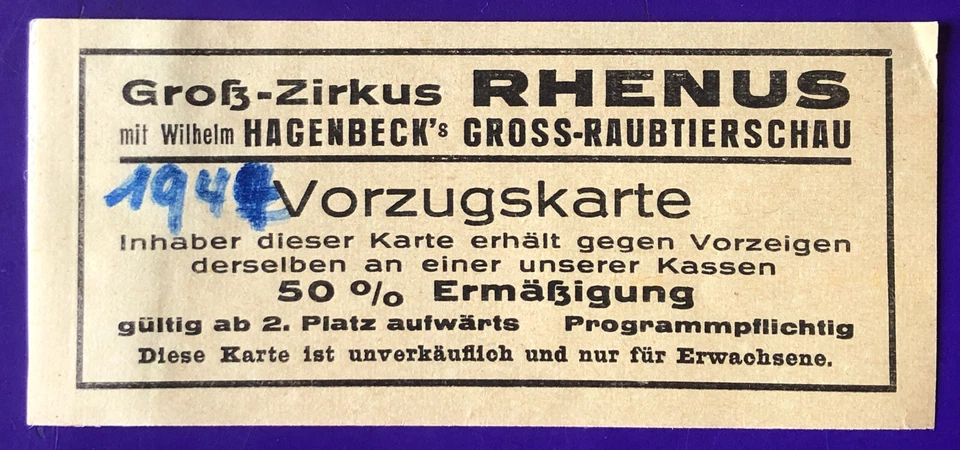 Groß-Zirkus RHENUS
mit Wilhelm HAGENBECK's GROSS-RAUBTIERSCHAU
Vorzugskarte
Inhaber dieser Karte erhält gegen Vorzeigen
derselben an einer unserer Kassen
50 % Ermäßigung
gültig ab 2. Platz aufwärts Programmpflichtig
Diese Karte ist unverkäuflich und nur für Erwachsene.